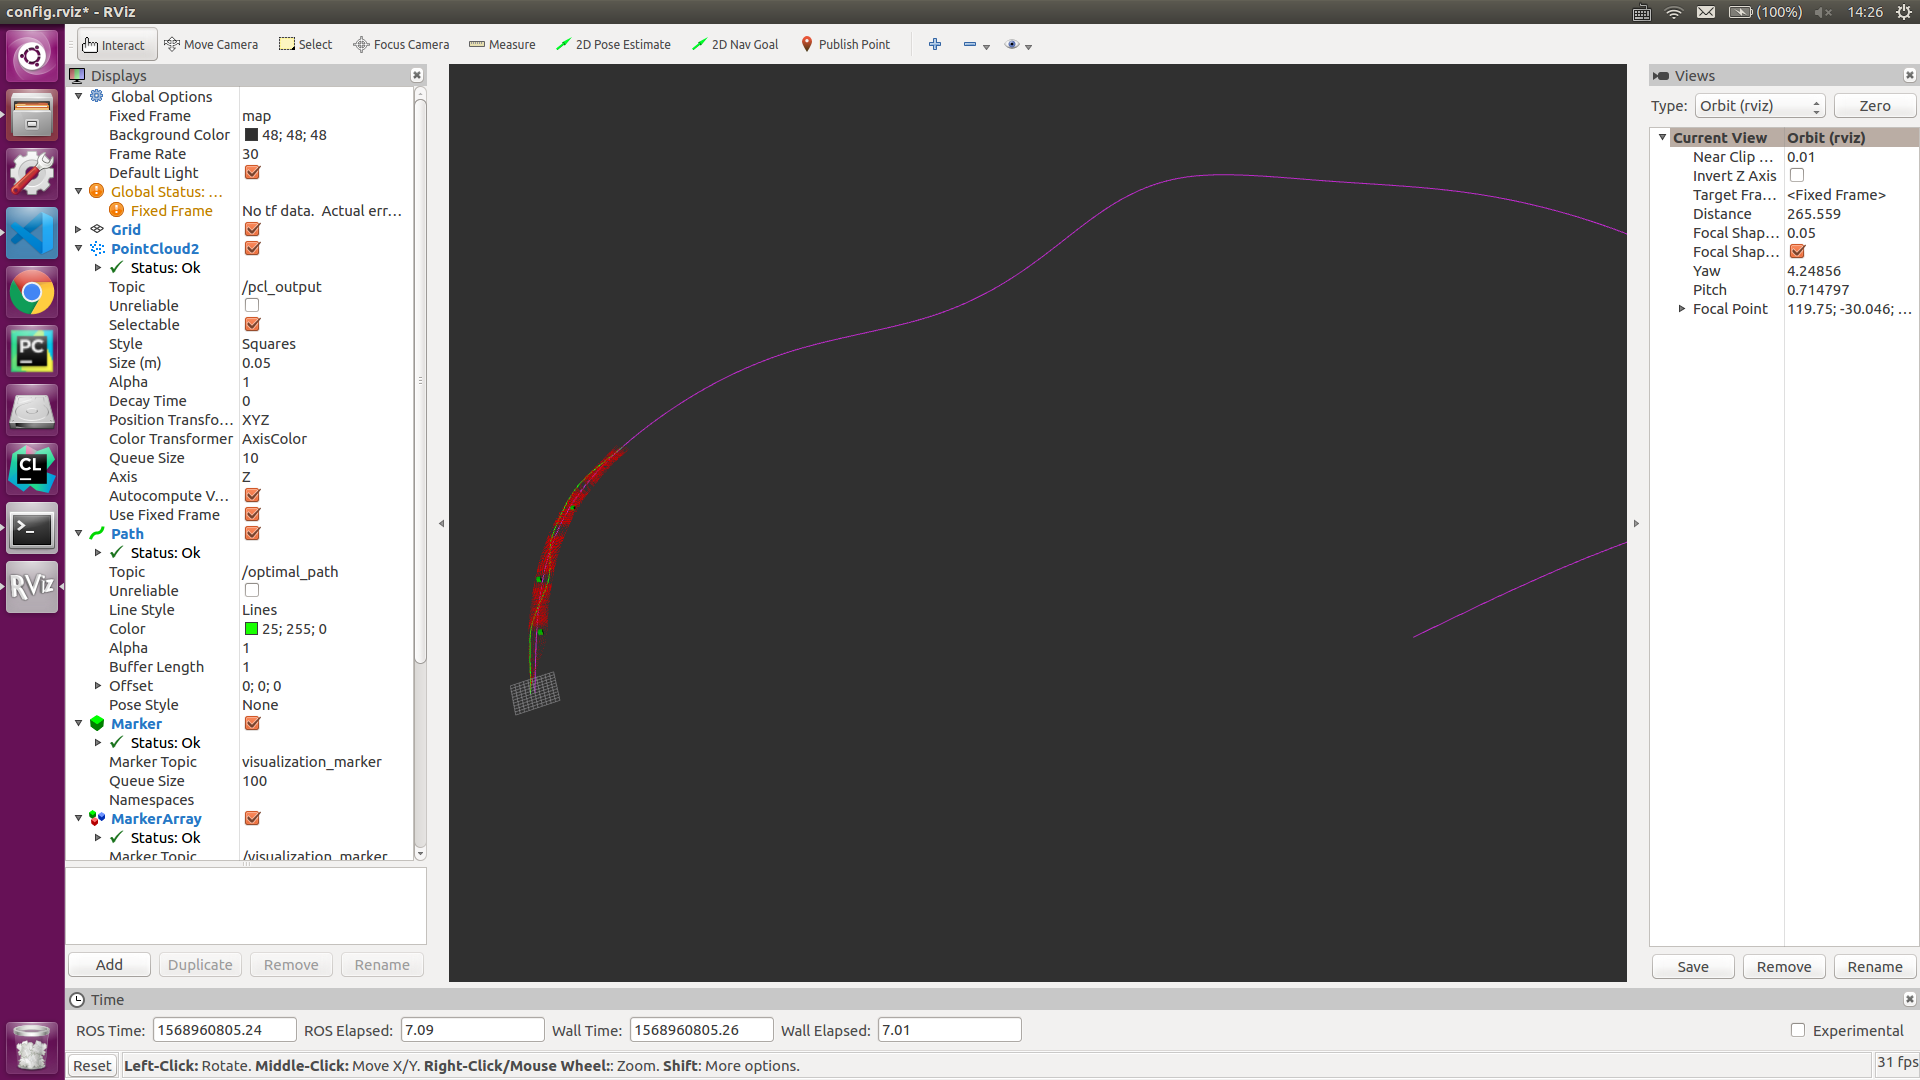 config.rviz* - RViz
(100%)
14:26
Interact
Move Camera
Select
Focus Camera
Measure
2D Pose Estimate
2D Nav Goal
Publish Point
Displays
Global Options
Fixed Frame map
Background Color 48; 48; 48
Frame Rate 30
Default Light
Global Status: ...
Fixed Frame No tf data.  Actual err...
Grid
PointCloud2
Status: Ok
Topic /pcl_output
Unreliable
Selectable
Style Squares
Size (m) 0.05
Alpha 1
Decay Time 0
Position Transfo... XYZ
Color Transformer AxisColor
Queue Size 10
Axis Z
Autocompute V...
Use Fixed Frame
Path
Status: Ok
Topic /optimal_path
Unreliable
Line Style Lines
Color 25; 255; 0
Alpha 1
Buffer Length 1
Offset 0; 0; 0
Pose Style None
Marker
Status: Ok
Marker Topic visualization_marker
Queue Size 100
Namespaces
MarkerArray
Status: Ok
Marker Topic /visualization_marker
Add
Duplicate
Remove
Rename
Views
Type: Orbit (rviz) Zero
Current View Orbit (rviz)
Near Clip ... 0.01
Invert Z Axis
Target Fra... <Fixed Frame>
Distance 265.559
Focal Shap... 0.05
Focal Shap...
Yaw 4.24856
Pitch 0.714797
Focal Point 119.75; -30.046; ...
Save
Remove
Rename
PC
CL
RViz
Time
ROS Time: 1568960805.24 ROS Elapsed: 7.09 Wall Time: 1568960805.26 Wall Elapsed: 7.01 Experimental
Reset
Left-Click: Rotate. Middle-Click: Move X/Y. Right-Click/Mouse Wheel:: Zoom. Shift: More options.
31 fps